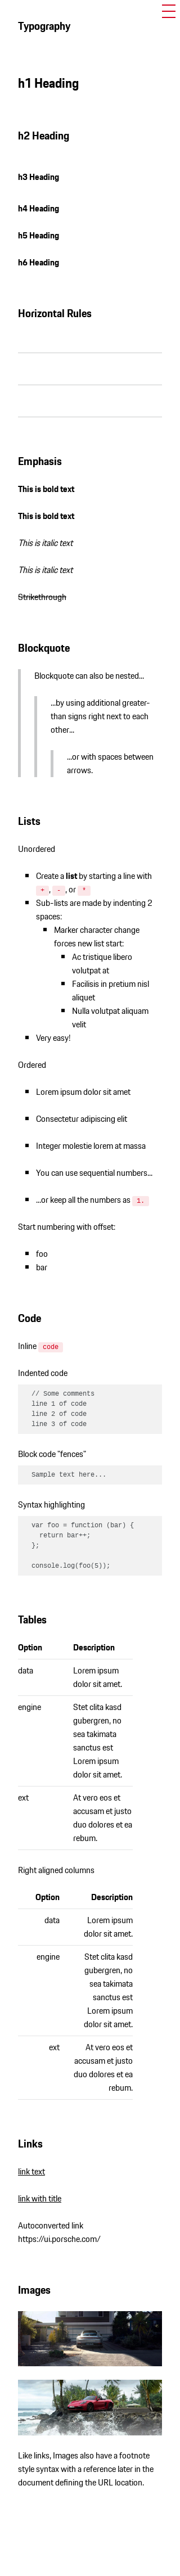 Typography
h1 Heading
h2 Heading
h3 Heading
h4 Heading
h5 Heading
h6 Heading
Horizontal Rules
Emphasis
This is bold text
This is bold text
This is italic text
This is italic text
Strikethrough
Blockquote
Blockquote can also be nested...
...by using additional greater-
than signs right next to each
other...
...or with spaces between
arrows.
Lists
Unordered
Create a list by starting a line with
+, -, or *
Sub-lists are made by indenting 2
spaces:
Marker character change
forces new list start:
Ac tristique libero
volutpat at
Facilisis in pretium nisl
aliquet
Nulla volutpat aliquam
velit
Very easy!
Ordered
Lorem ipsum dolor sit amet
Consectetur adipiscing elit
Integer molestie lorem at massa
You can use sequential numbers...
...or keep all the numbers as 1.
Start numbering with offset:
foo
bar
Code
Inline code
Indented code
// Some comments
line 1 of code
line 2 of code
line 3 of code
Block code "fences"
Sample text here...
Syntax highlighting
var foo = function (bar) {
return bar++;
};
console.log(foo(5));
Tables
Option Description
data Lorem ipsum
dolor sit amet.
engine Stet clita kasd
gubergren, no
sea takimata
sanctus est
Lorem ipsum
dolor sit amet.
ext At vero eos et
accusam et justo
duo dolores et ea
rebum.
Right aligned columns
Option Description
data Lorem ipsum
dolor sit amet.
engine Stet clita kasd
gubergren, no
sea takimata
sanctus est
Lorem ipsum
dolor sit amet.
ext At vero eos et
accusam et justo
duo dolores et ea
rebum.
Links
link text
link with title
Autoconverted link
https://ui.porsche.com/
Images
Like links, Images also have a footnote
style syntax with a reference later in the
document defining the URL location.